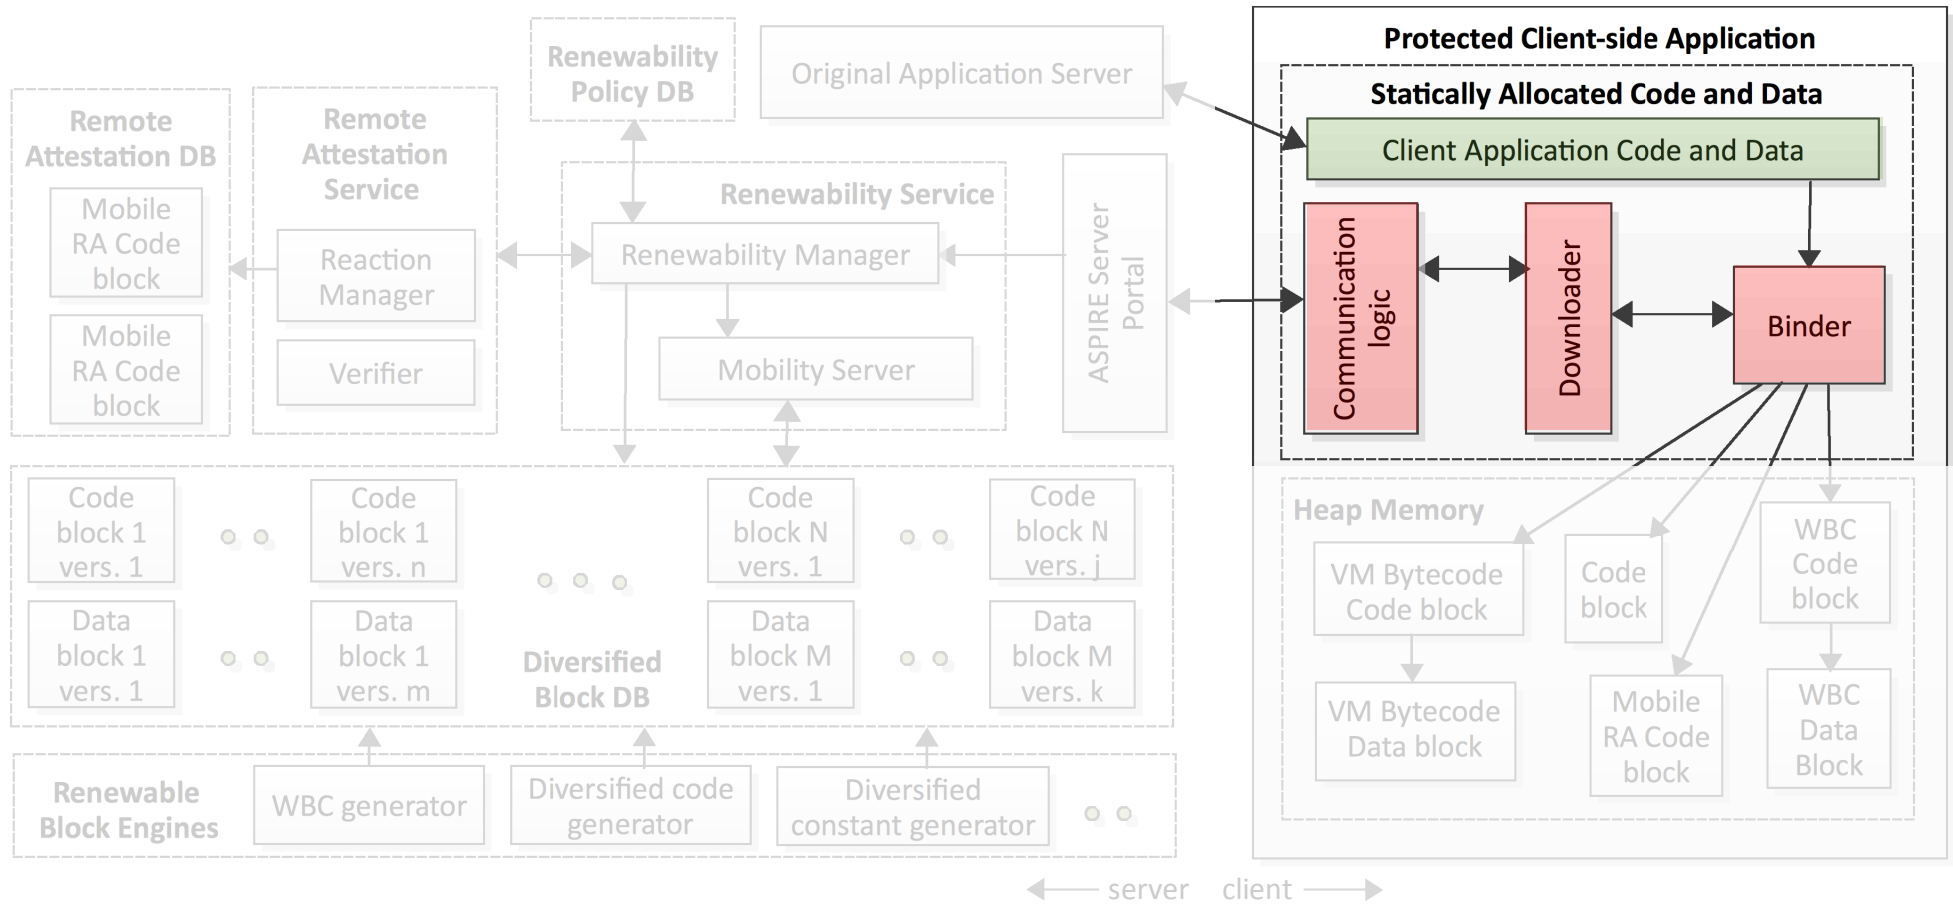 Renewability
Policy DB
Original Application Server
Protected Client-side Application
Statically Allocated Code and Data
Client Application Code and Data
Remote
Attestation DB
Mobile
RA Code
block
Mobile
RA Code
block
Remote
Attestation
Service
Reaction
Manager
Verifier
Renewability Service
Renewability Manager
Mobility Server
ASPIRE Server
Portal
Communication
logic
Downloader
Binder
Code
block 1
vers. 1
Code
block 1
vers. n
Code
block N
vers. 1
Code
block N
vers. j
Data
block 1
vers. 1
Data
block 1
vers. m
Diversified
Block DB
Data
block M
vers. 1
Data
block M
vers. k
Heap Memory
VM Bytecode
Code block
Code
block
WBC
Code
block
VM Bytecode
Data block
Mobile
RA Code
block
WBC
Data
Block
Renewable
Block Engines
WBC generator
Diversified code
generator
Diversified
constant generator
server client